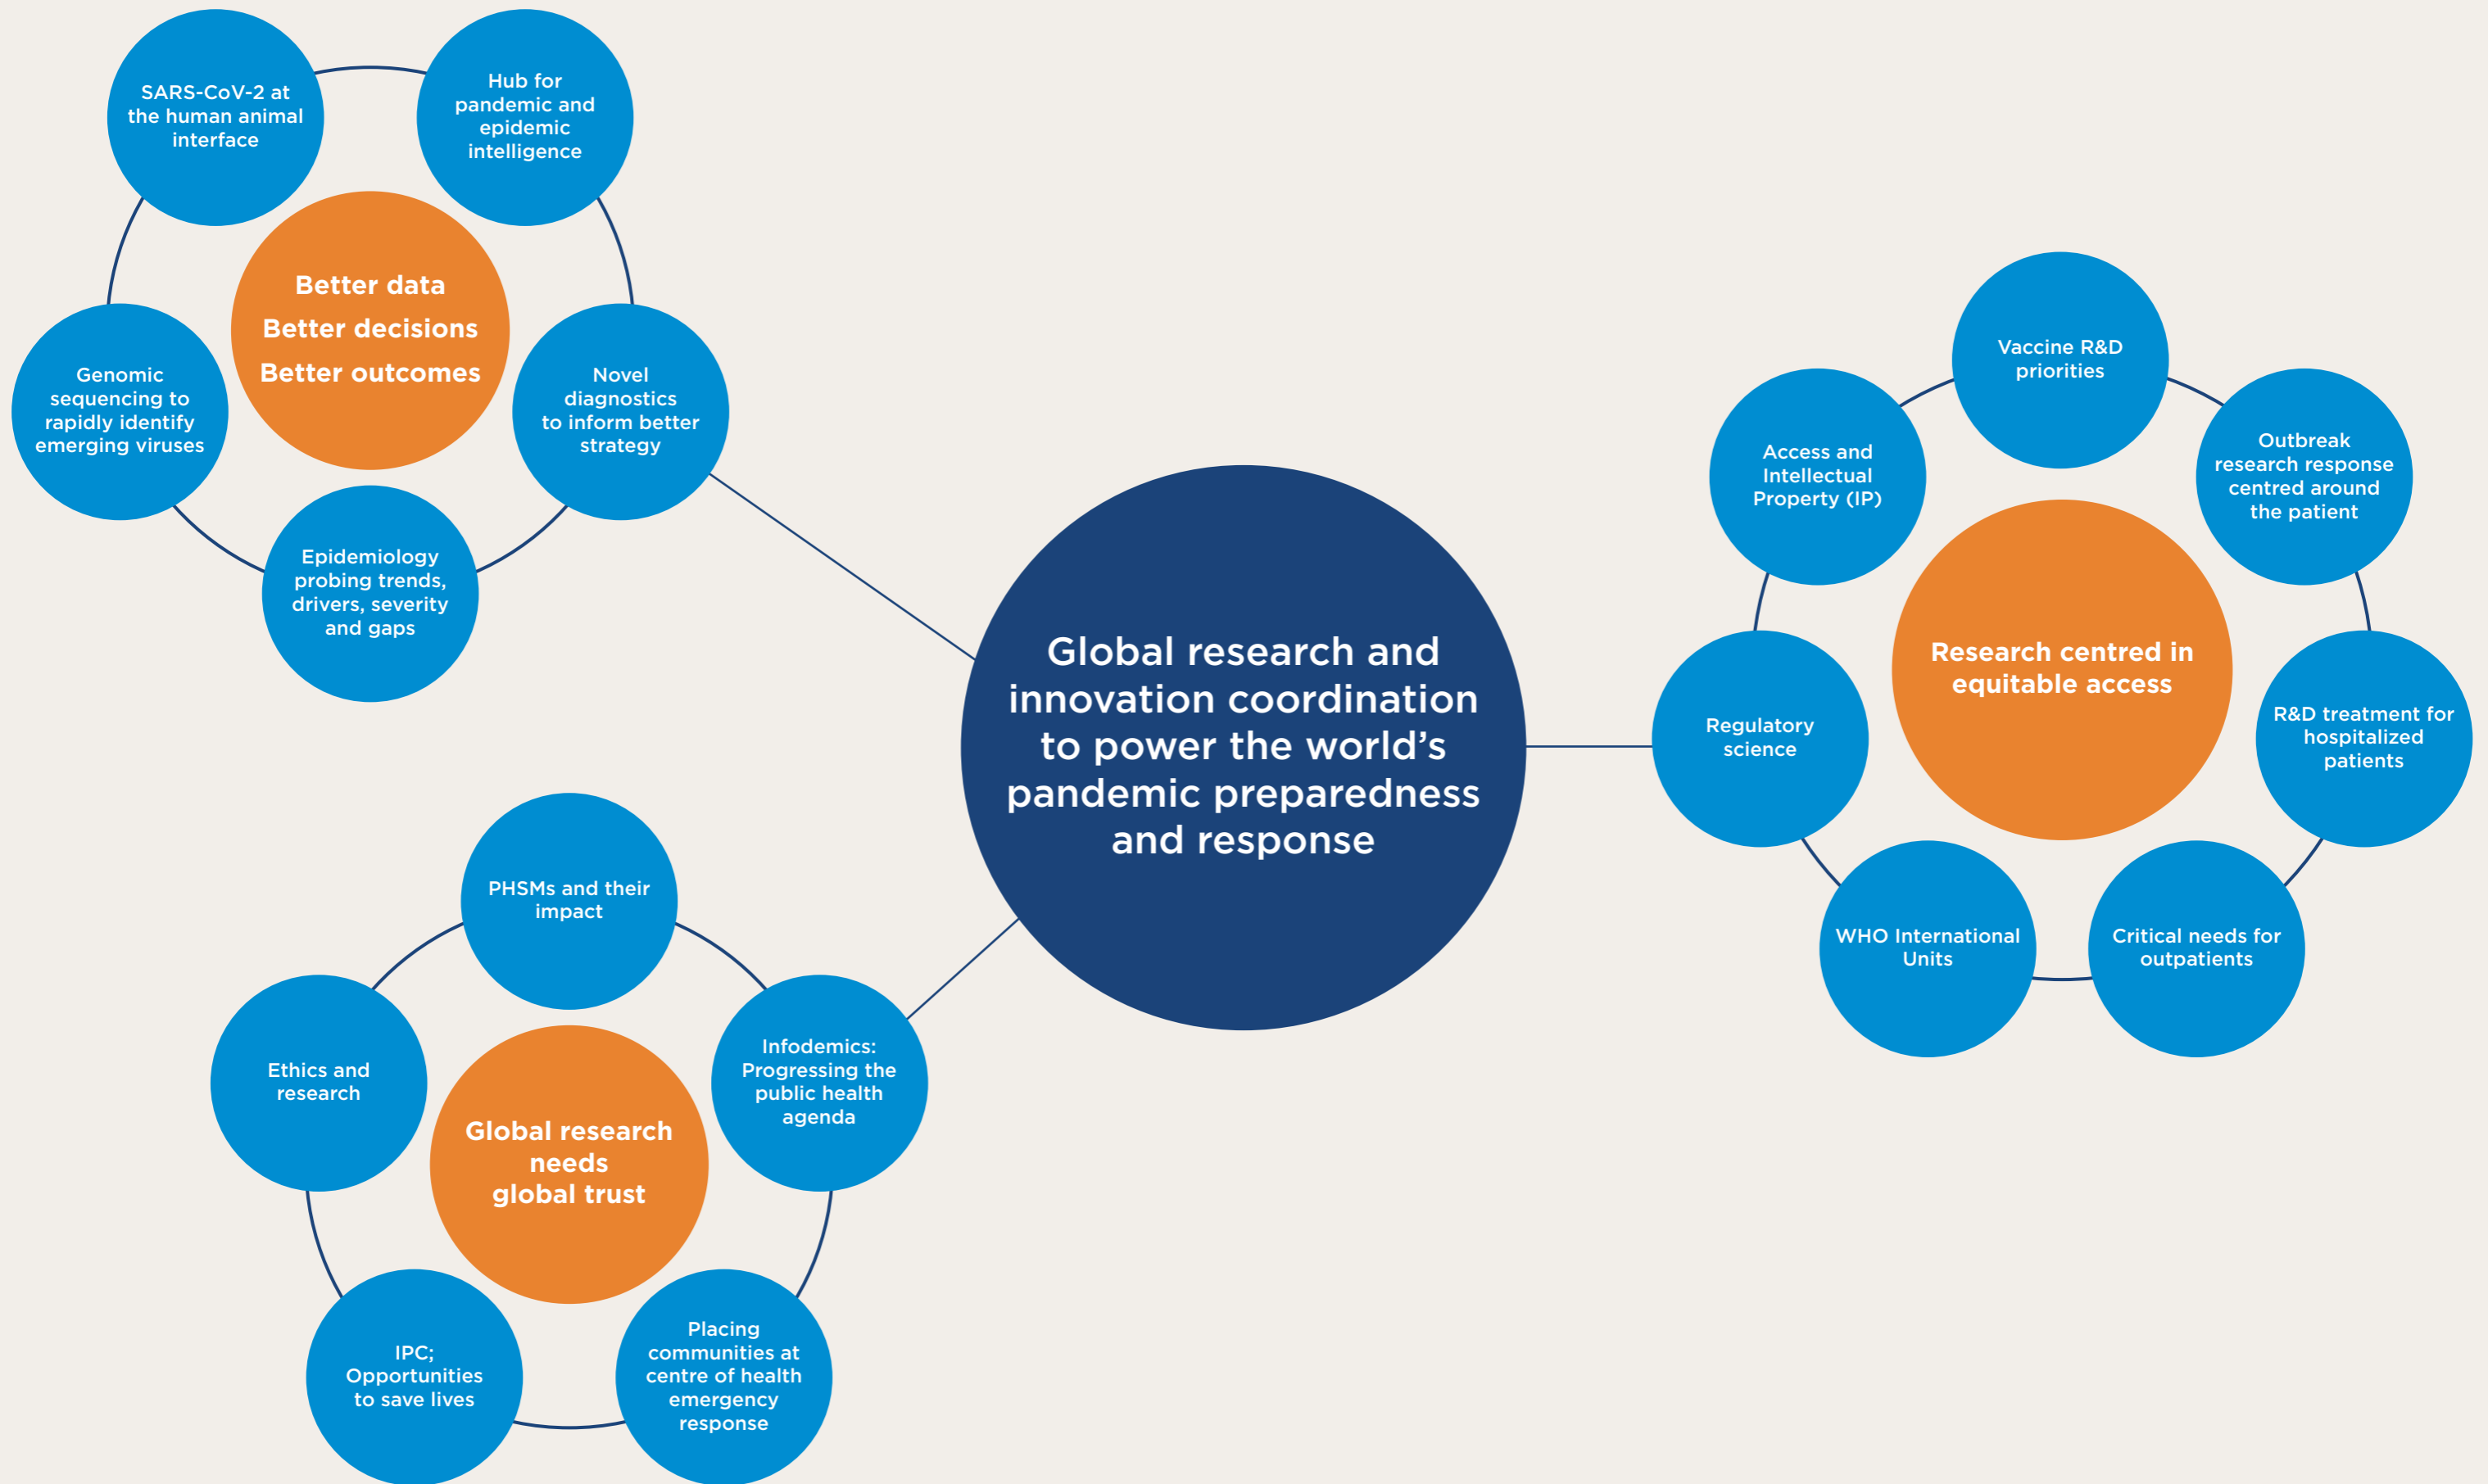 SARS-CoV-2 at
the human animal
interface
Hub for
pandemic and
epidemic
intelligence
Better data
Better decisions
Better outcomes
Genomic
sequencing to
rapidly identify
emerging viruses
Novel
diagnostics
to inform better
strategy
Epidemiology
probing trends,
drivers, severity
and gaps
Global research and
innovation coordination
to power the world’s
pandemic preparedness
and response
Vaccine R&D
priorities
Access and
Intellectual
Property (IP)
Outbreak
research response
centred around
the patient
Research centred in
equitable access
Regulatory
science
R&D treatment for
hospitalized
patients
WHO International
Units
Critical needs for
outpatients
PHSMs and their
impact
Ethics and
research
Infodemics:
Progressing the
public health
agenda
Global research
needs
global trust
IPC;
Opportunities
to save lives
Placing
communities at
centre of health
emergency
response